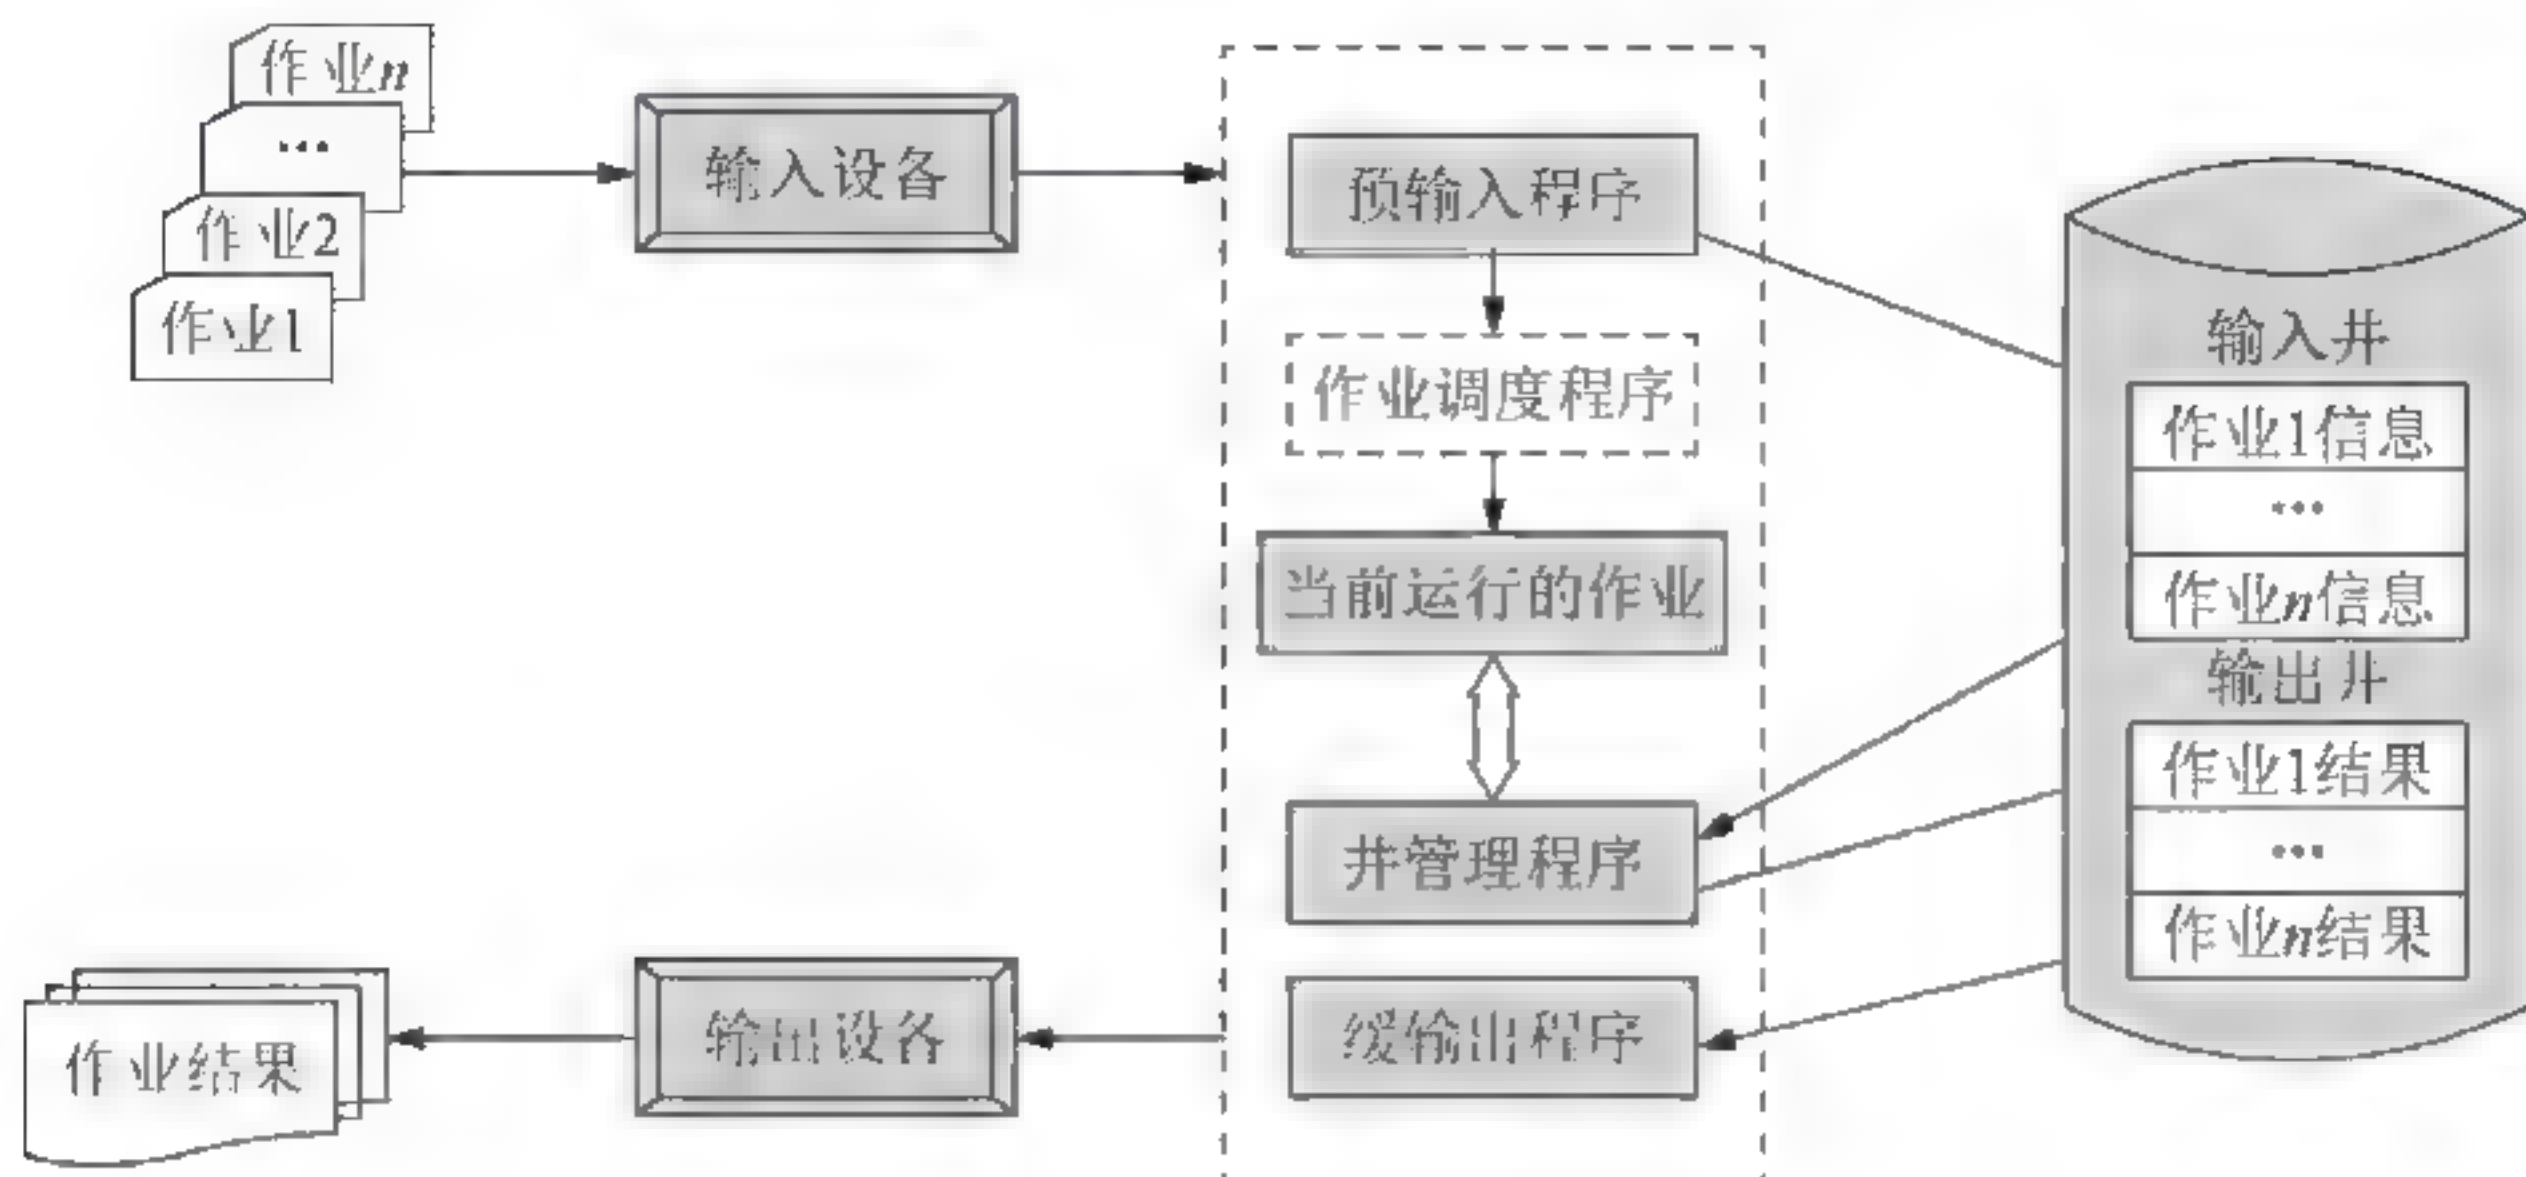 作业n
…
作业2
作业1
输入设备
预输入程序
作业调度程序
当前运行的作业
井管理程序
缓输出程序
输入井
作业1信息
…
作业n信息
输出井
作业1结果
…
作业n结果
输出设备
作业结果